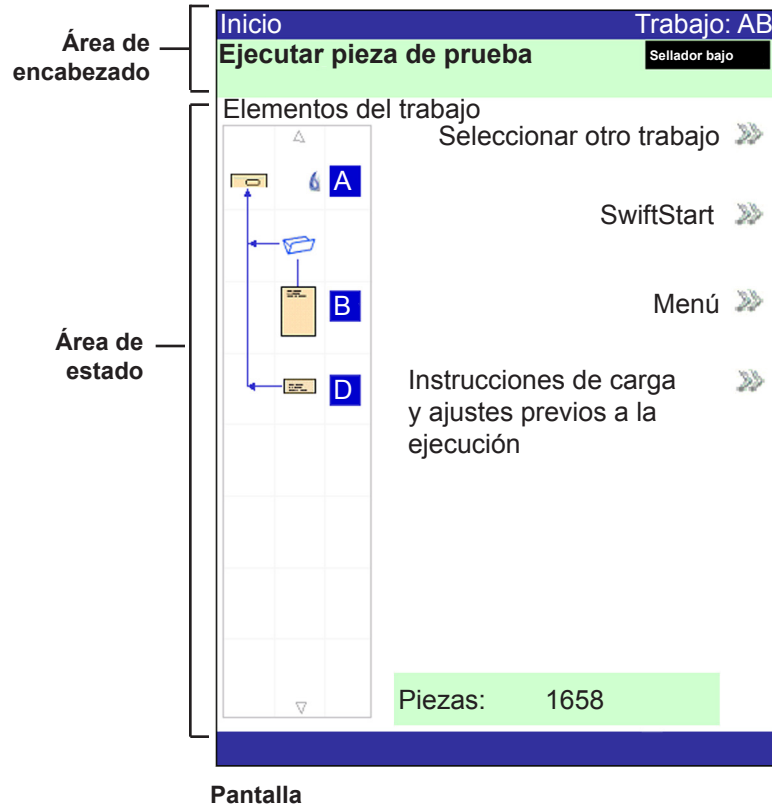 Área de
encabezado
Inicio
Trabajo: AB
Ejecutar pieza de prueba
Sellador bajo
Elementos del trabajo
Seleccionar otro trabajo
A
SwiftStart
B
Menú
Área de
estado
D
Instrucciones de carga
y ajustes previos a la
ejecución
Piezas: 1658
Pantalla